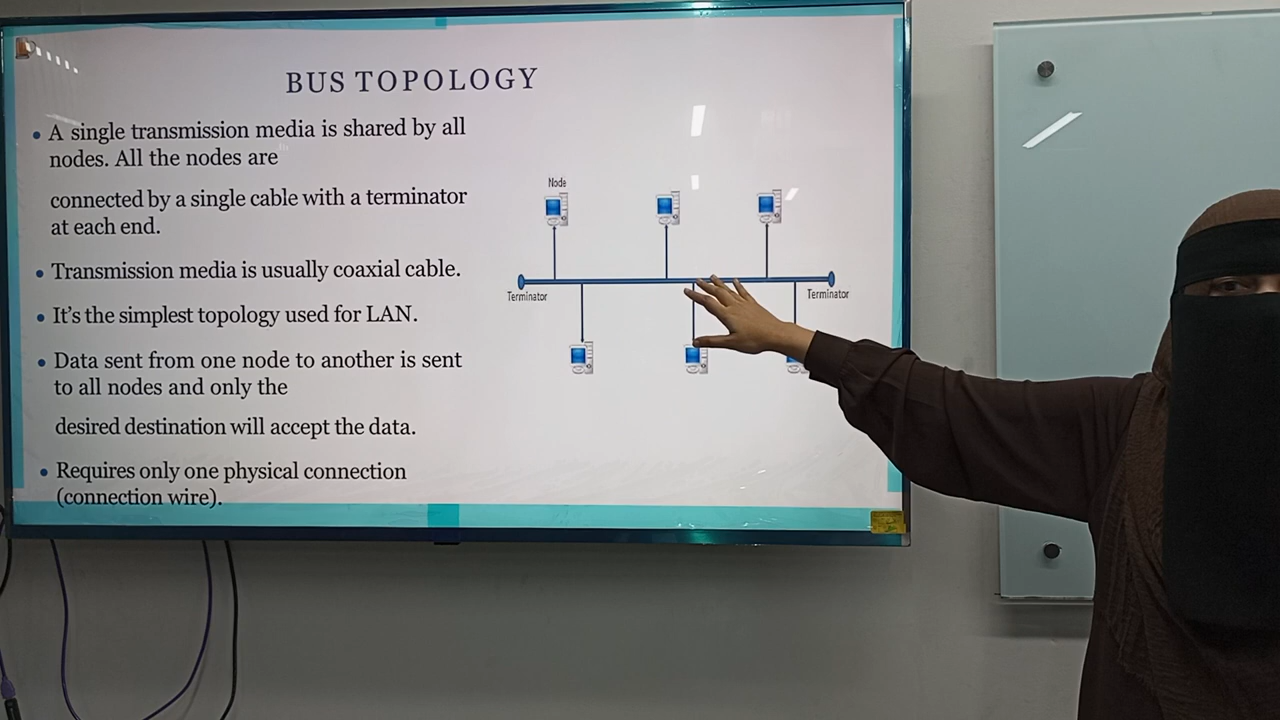 BUS TOPOLOGY
• A single transmission media is shared by all
nodes. All the nodes are
connected by a single cable with a terminator
at each end.
• Transmission media is usually coaxial cable.
• It's the simplest topology used for LAN.
• Data sent from one node to another is sent
to all nodes and only the
desired destination will accept the data.
• Requires only one physical connection
(connection wire).
Node
Terminator
Terminator